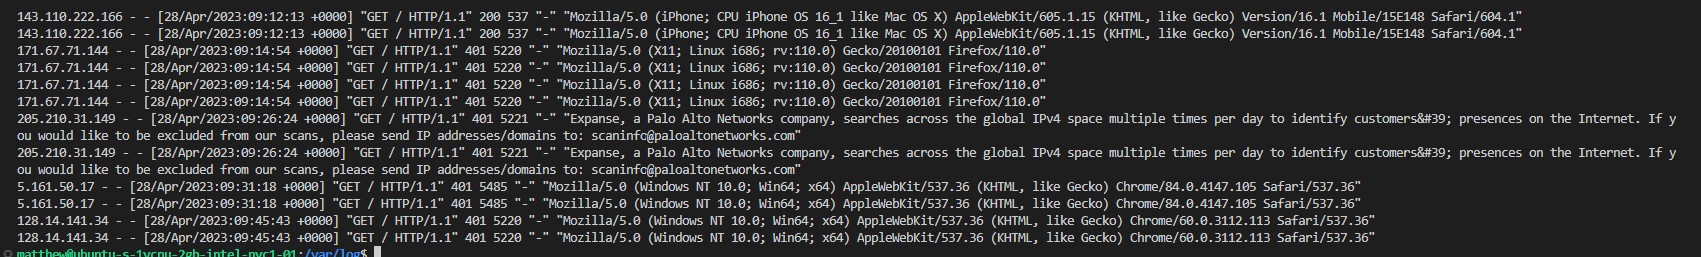 143.110.222.166 - - [28/Apr/2023:09:12:13 +0000] "GET / HTTP/1.1" 200 537 "-" "Mozilla/5.0 (iPhone; CPU iPhone OS 16_1 like Mac OS X) AppleWebKit/605.1.15 (KHTML, like Gecko) Version/16.1 Mobile/15E148 Safari/604.1"
143.110.222.166 - - [28/Apr/2023:09:12:13 +0000] "GET / HTTP/1.1" 200 537 "-" "Mozilla/5.0 (iPhone; CPU iPhone OS 16_1 like Mac OS X) AppleWebKit/605.1.15 (KHTML, like Gecko) Version/16.1 Mobile/15E148 Safari/604.1"
171.67.71.144 - - [28/Apr/2023:09:14:54 +0000] "GET / HTTP/1.1" 401 5220 "-" "Mozilla/5.0 (X11; Linux i686; rv:110.0) Gecko/20100101 Firefox/110.0"
171.67.71.144 - - [28/Apr/2023:09:14:54 +0000] "GET / HTTP/1.1" 401 5220 "-" "Mozilla/5.0 (X11; Linux i686; rv:110.0) Gecko/20100101 Firefox/110.0"
171.67.71.144 - - [28/Apr/2023:09:14:54 +0000] "GET / HTTP/1.1" 401 5220 "-" "Mozilla/5.0 (X11; Linux i686; rv:110.0) Gecko/20100101 Firefox/110.0"
171.67.71.144 - - [28/Apr/2023:09:14:54 +0000] "GET / HTTP/1.1" 401 5220 "-" "Mozilla/5.0 (X11; Linux i686; rv:110.0) Gecko/20100101 Firefox/110.0"
205.210.31.149 - - [28/Apr/2023:09:26:24 +0000] "GET / HTTP/1.1" 401 5221 "-" "Expanse, a Palo Alto Networks company, searches across the global IPv4 space multiple times per day to identify customers&#39; presences on the Internet. If y
ou would like to be excluded from our scans, please send IP addresses/domains to: scaninfo@paloaltonetworks.com"
205.210.31.149 - - [28/Apr/2023:09:26:24 +0000] "GET / HTTP/1.1" 401 5221 "-" "Expanse, a Palo Alto Networks company, searches across the global IPv4 space multiple times per day to identify customers&#39; presences on the Internet. If y
ou would like to be excluded from our scans, please send IP addresses/domains to: scaninfo@paloaltonetworks.com"
5.161.50.17 - - [28/Apr/2023:09:31:18 +0000] "GET / HTTP/1.1" 401 5485 "-" "Mozilla/5.0 (Windows NT 10.0; Win64; x64) AppleWebKit/537.36 (KHTML, like Gecko) Chrome/84.0.4147.105 Safari/537.36"
5.161.50.17 - - [28/Apr/2023:09:31:18 +0000] "GET / HTTP/1.1" 401 5485 "-" "Mozilla/5.0 (Windows NT 10.0; Win64; x64) AppleWebKit/537.36 (KHTML, like Gecko) Chrome/84.0.4147.105 Safari/537.36"
128.14.141.34 - - [28/Apr/2023:09:45:43 +0000] "GET / HTTP/1.1" 401 5220 "-" "Mozilla/5.0 (Windows NT 10.0; Win64; x64) AppleWebKit/537.36 (KHTML, like Gecko) Chrome/60.0.3112.113 Safari/537.36"
128.14.141.34 - - [28/Apr/2023:09:45:43 +0000] "GET / HTTP/1.1" 401 5220 "-" "Mozilla/5.0 (Windows NT 10.0; Win64; x64) AppleWebKit/537.36 (KHTML, like Gecko) Chrome/60.0.3112.113 Safari/537.36"
matthew@ubuntu-s-1vcpu-2gb-intel-nyc1-01:/var/log$